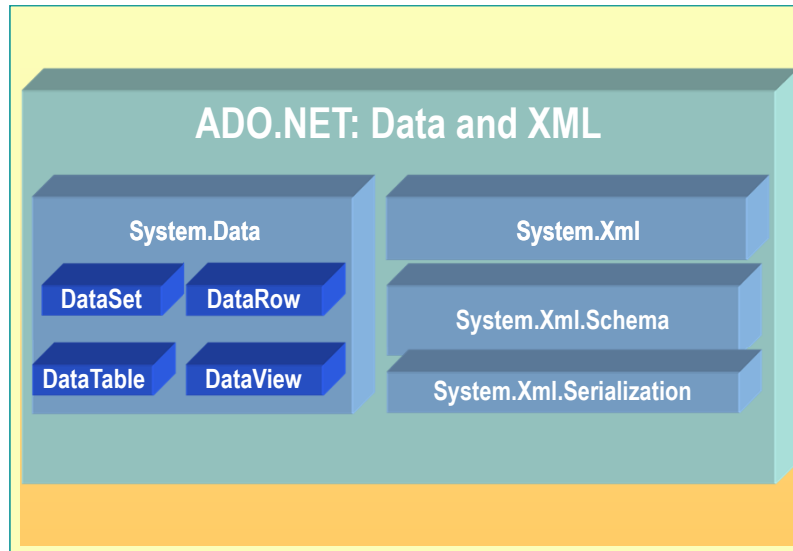 ADO.NET: Data and XML
System.Data
DataSet
DataRow
DataTable
DataView
System.Xml
System.Xml.Schema
System.Xml.Serialization